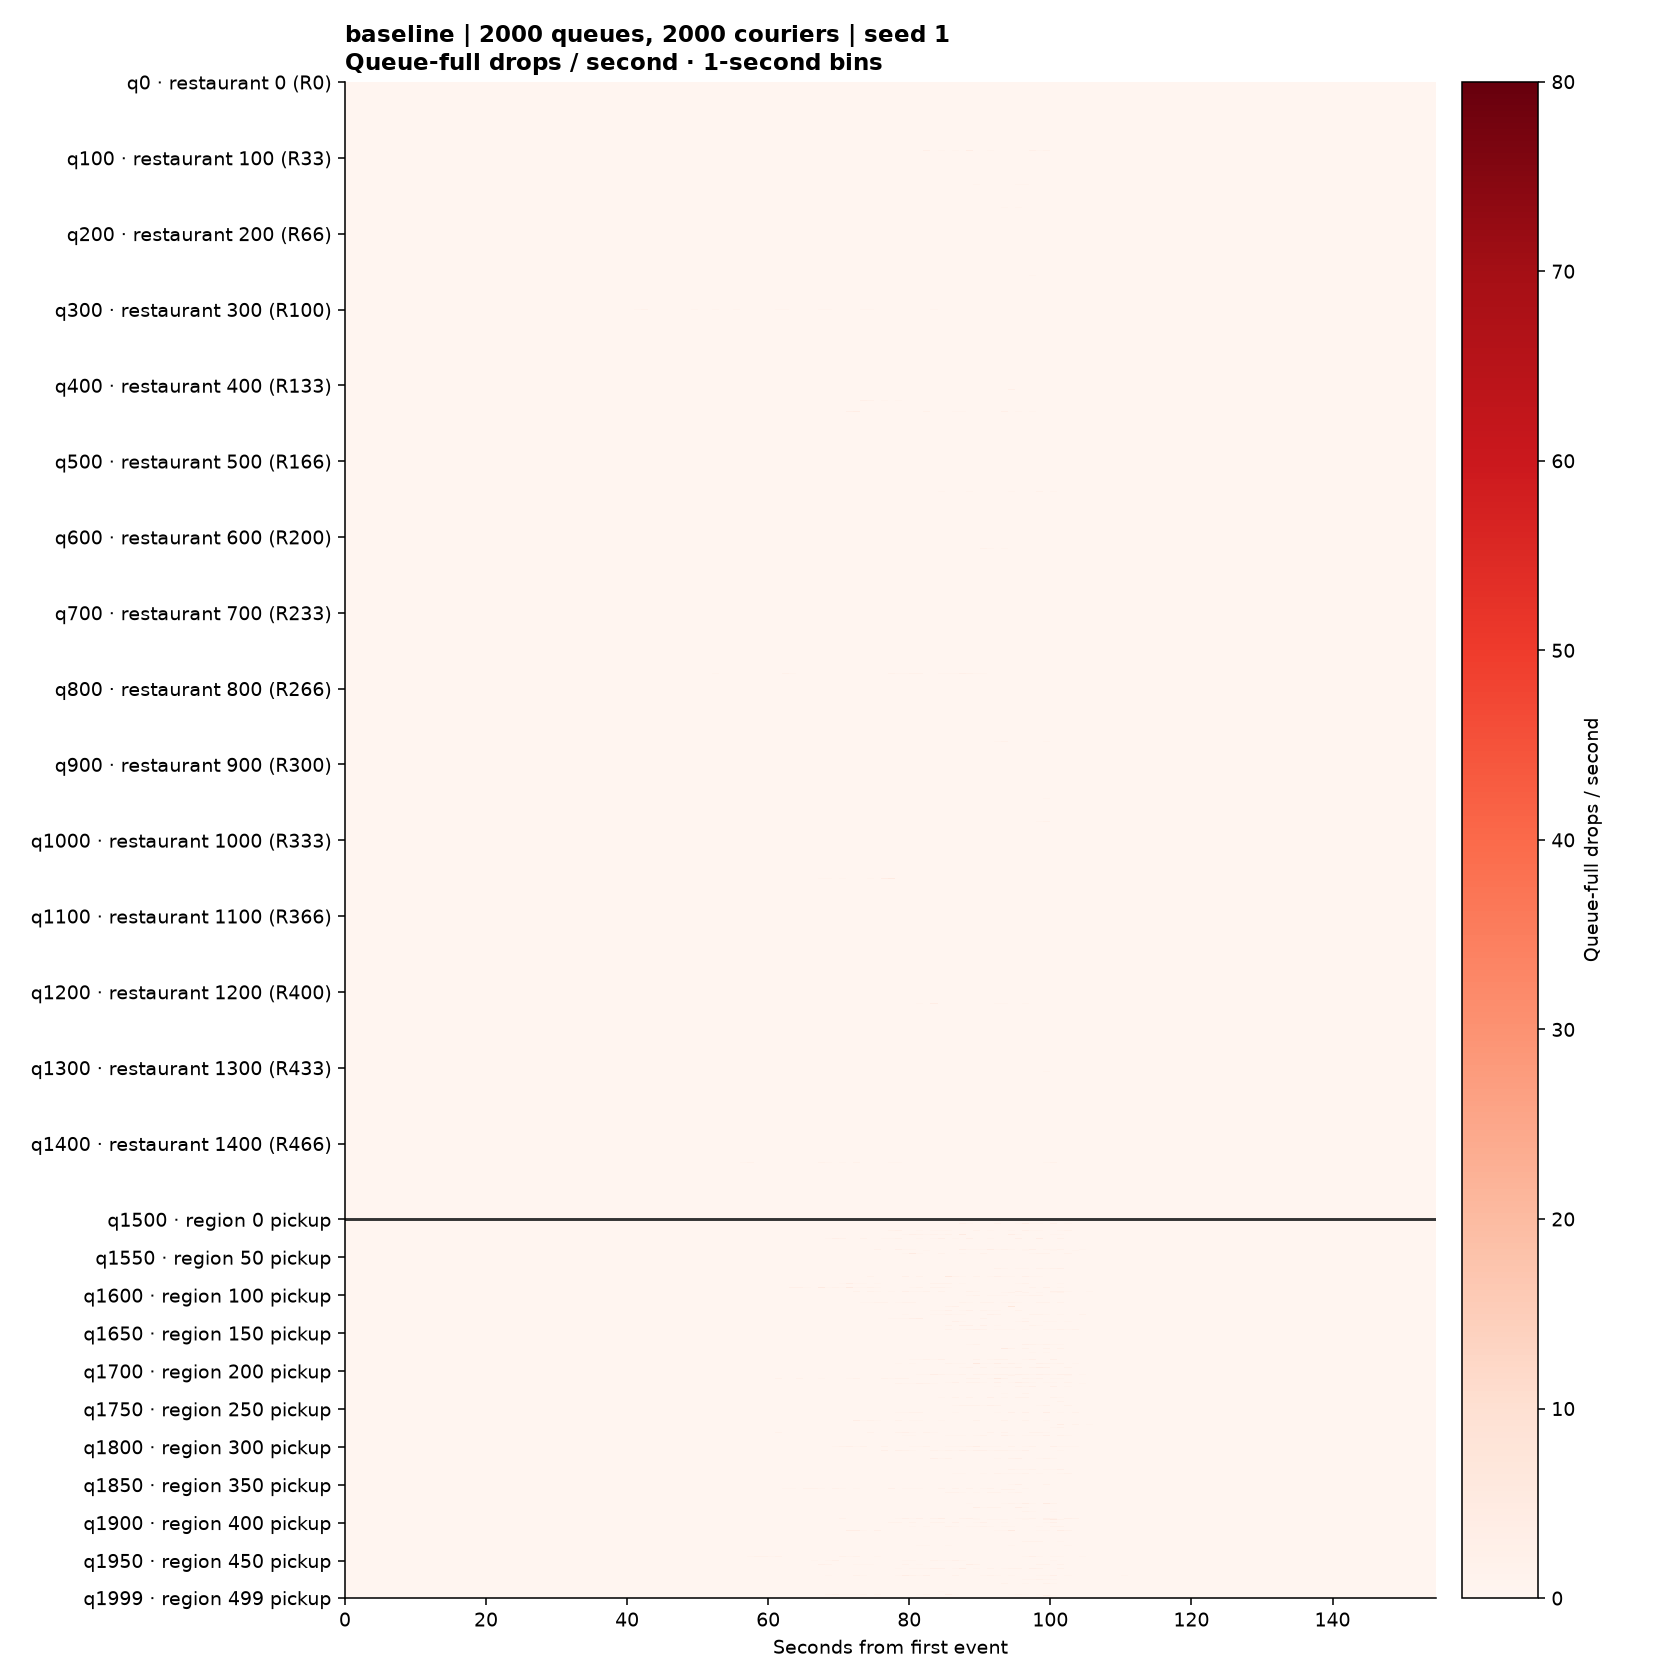 baseline | 2000 queues, 2000 couriers | seed 1
Queue-full drops / second · 1-second bins
q0 · restaurant 0 (R0)
q100 · restaurant 100 (R33)
q200 · restaurant 200 (R66)
q300 · restaurant 300 (R100)
q400 · restaurant 400 (R133)
q500 · restaurant 500 (R166)
q600 · restaurant 600 (R200)
q700 · restaurant 700 (R233)
q800 · restaurant 800 (R266)
q900 · restaurant 900 (R300)
q1000 · restaurant 1000 (R333)
q1100 · restaurant 1100 (R366)
q1200 · restaurant 1200 (R400)
q1300 · restaurant 1300 (R433)
q1400 · restaurant 1400 (R466)
q1500 · region 0 pickup
q1550 · region 50 pickup
q1600 · region 100 pickup
q1650 · region 150 pickup
q1700 · region 200 pickup
q1750 · region 250 pickup
q1800 · region 300 pickup
q1850 · region 350 pickup
q1900 · region 400 pickup
q1950 · region 450 pickup
q1999 · region 499 pickup
0 20 40 60 80 100 120 140
Seconds from first event
80
70
60
50
40
30
20
10
0
Queue-full drops / second